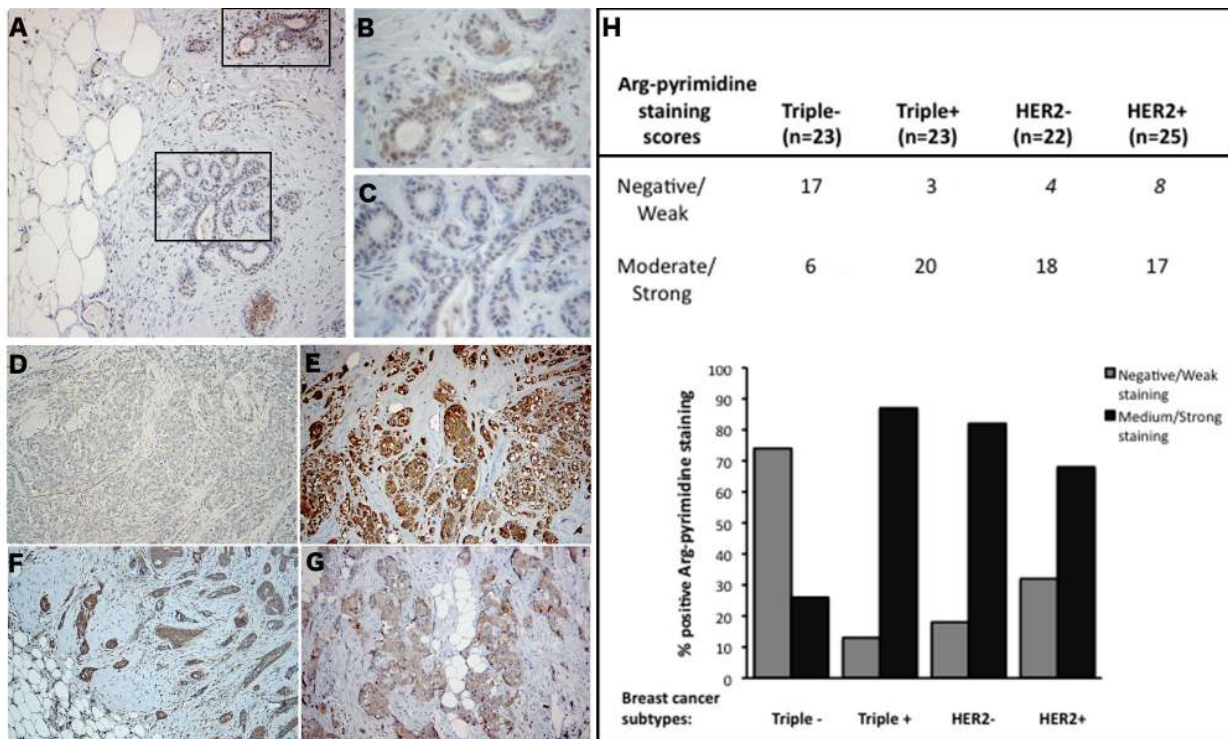 A
B
C
D
E
F
G
H
Arg-pyrimidine
staining
scores
Triple-
(n=23)
Triple+
(n=23)
HER2-
(n=22)
HER2+
(n=25)
Negative/
Weak
17 3 4 8
Moderate/
Strong
6 20 18 17
% positive Arg-pyrimidine staining
100
90
80
70
60
50
40
30
20
10
0
Negative/Weak
staining
Medium/Strong
staining
Breast cancer
subtypes:
Triple - Triple + HER2- HER2+